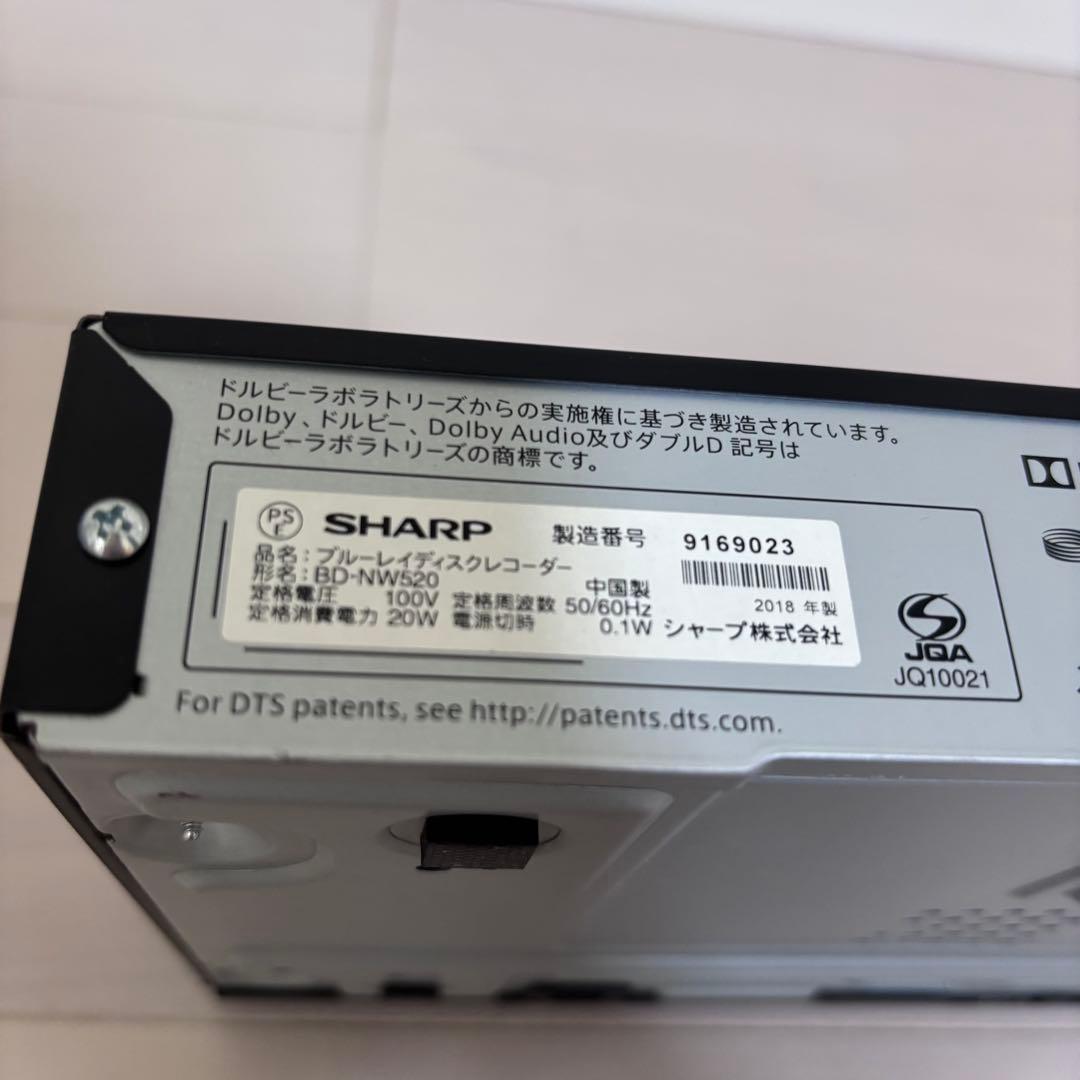 ドルビーラボラトリーズからの実施権に基づき製造されています。
Dolby、ドルビー、Dolby Audio及びダブルD 記号は
ドルビーラボラトリーズの商標です。
PS
E
SHARP 製造番号 9169023
品名：ブルーレイディスクレコーダー
形名：BD-NW520 中国製
定格電圧 100V 定格周波数 50/60Hz 2018 年製
定格消費電力 20W 電源切時 0.1W シャープ株式会社
JQA
JQ10021
For DTS patents, see http://patents.dts.com.